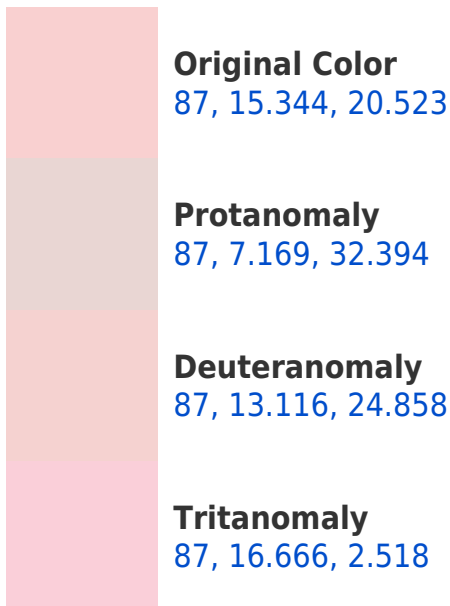 Original Color
87, 15.344, 20.523
Protanomaly
87, 7.169, 32.394
Deuteranomaly
87, 13.116, 24.858
Tritanomaly
87, 16.666, 2.518